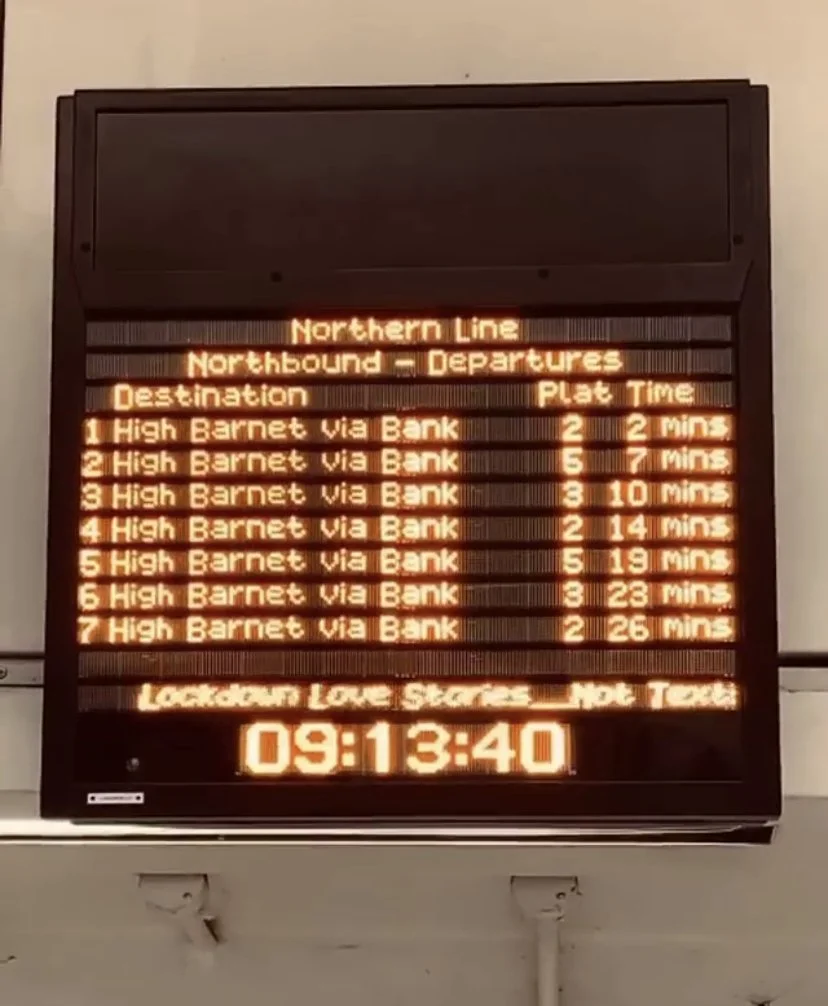 Northern Line
Northbound - Departures
Destination Plat Time
1 High Barnet via Bank 2 2 mins
2 High Barnet via Bank 5 7 mins
3 High Barnet via Bank 3 10 mins
4 High Barnet via Bank 2 14 mins
5 High Barnet via Bank 5 19 mins
6 High Barnet via Bank 3 23 mins
7 High Barnet via Bank 2 26 mins
Lockdown Love Stories__Not Texti
09:13:40